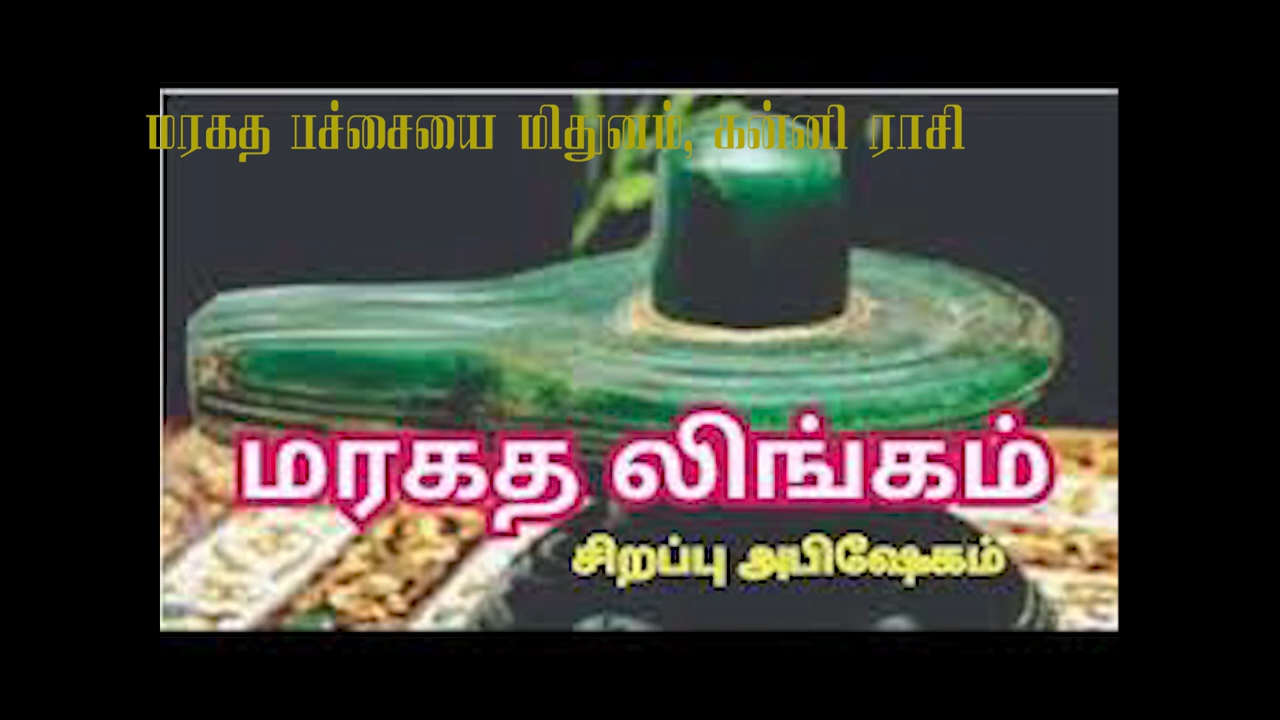 மரகத பச்சையை மிதுனம், கன்னி ராசி
மரகத லிங்கம்
சிறப்பு அபிஷேகம்